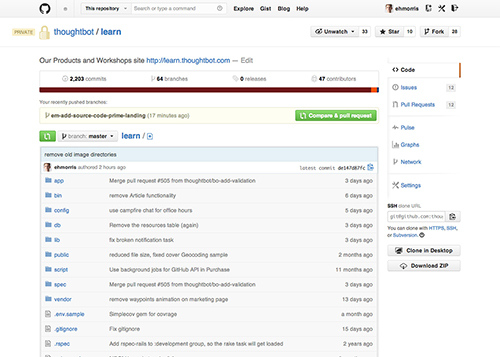 This repository Search or type a command Explore Gist Blog Help ehmorris
PRIVATE thoughtbot / learn Unwatch 33 Star 10 Fork 38
Our Products and Workshops site http://learn.thoughtbot.com — Edit
2,203 commits 64 branches 0 releases 47 contributors
Your recently pushed branches:
em-add-source-code-prime-landing (17 minutes ago) Compare & pull request
branch: master learn /
remove old image directories
ehmorris authored 2 hours ago latest commit de147d87fc
app Merge pull request #505 from thoughtbot/bo-add-validation 3 days ago
bin remove Article functionality 6 days ago
config use campfire chat for office hours 5 days ago
db Remove the resources table (again) 3 days ago
lib fix broken notification task 3 days ago
public reduced file size, fixed cover Geocoding sample 2 months ago
script Use background jobs for GitHub API in Purchase 11 months ago
spec Merge pull request #505 from thoughtbot/bo-add-validation 3 days ago
vendor remove waypoints animation on marketing page 13 days ago
.env.sample Simplecov gem for covrage a month ago
.gitignore Fix gitignore 15 days ago
.rspec Add rspec-rails to :development group, so the rake task will get loaded 2 years ago
Code
Issues 12
Pull Requests 12
Pulse
Graphs
Network
Settings
SSH clone URL
git@github.com:thou
You can clone with HTTPS, SSH,
or Subversion.
Clone in Desktop
Download ZIP